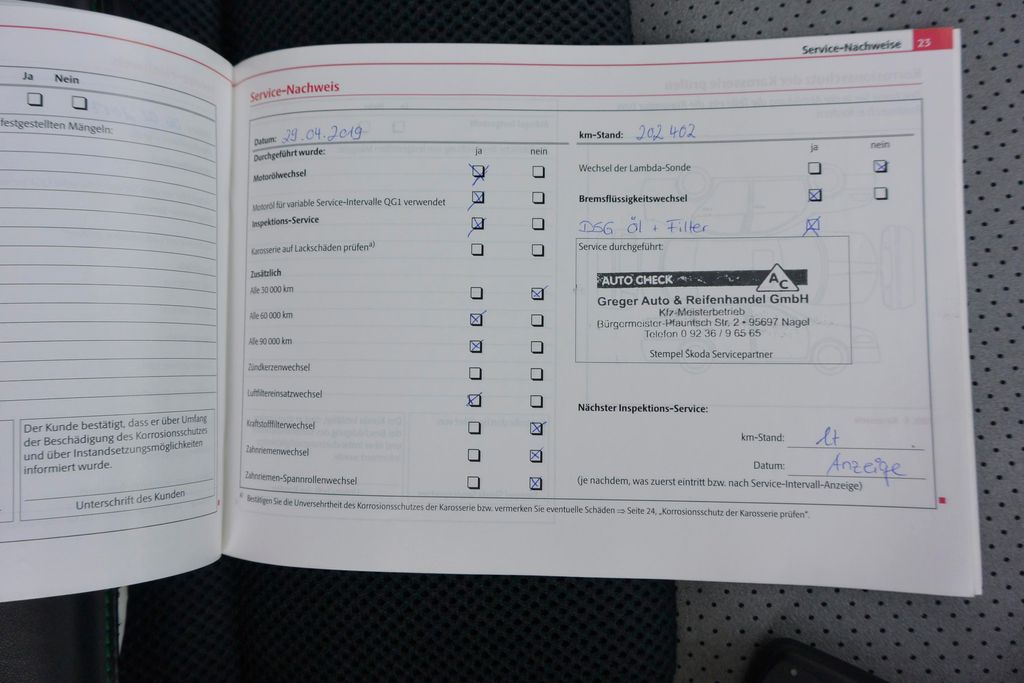 Ja Nein
festgestellten Mängeln:
Der Kunde bestätigt, dass er über Umfang
der Beschädigung des Korrosionsschutzes
und über Instandsetzungsmöglichkeiten
informiert wurde.
Unterschrift des Kunden
Service-Nachweise 23
Service-Nachweis
Datum: 29.04.2019
Durchgeführt wurde: ja nein
Motorölwechsel
Motoröl für variable Service-Intervalle QG1 verwendet
Inspektions-Service
Karosserie auf Lackschäden prüfen a)
Zusätzlich
Alle 30 000 km
Alle 60 000 km
Alle 90 000 km
Zündkerzenwechsel
Luftfiltereinsatzwechsel
Kraftstofffilterwechsel
Zahnriemenwechsel
Zahnriemen-Spannrollenwechsel
km-Stand: 202 402
ja nein
Wechsel der Lambda-Sonde
Bremsflüssigkeitswechsel
DSG Öl + Filter
Service durchgeführt:
AUTO CHECK AC
Greger Auto & Reifenhandel GmbH
Kfz-Meisterbetrieb
Bürgermeister-Pfauntsch Str. 2 • 95697 Nagel
Telefon 0 92 36 / 9 65 65
Stempel Škoda Servicepartner
Nächster Inspektions-Service:
km-Stand: lt
Datum: Anzeige
(je nachdem, was zuerst eintritt bzw. nach Service-Intervall-Anzeige)
a) Bestätigen Sie die Unversehrtheit des Korrosionsschutzes der Karosserie bzw. vermerken Sie eventuelle Schäden ⇒ Seite 24, „Korrosionsschutz der Karosserie prüfen".